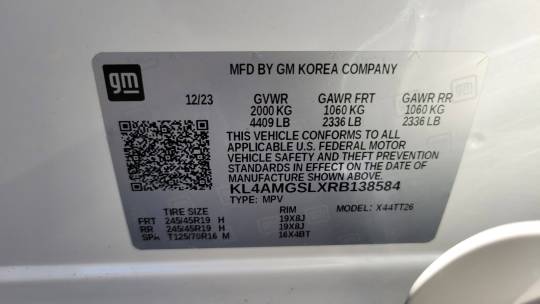 gm
MFD BY GM KOREA COMPANY
12/23 GVWR GAWR FRT GAWR RR
2000 KG 1060 KG 1060 KG
4409 LB 2336 LB 2336 LB
THIS VEHICLE CONFORMS TO ALL
APPLICABLE U.S. FEDERAL MOTOR
VEHICLE SAFETY AND THEFT PREVENTION
STANDARDS IN EFFECT ON THE DATE OF
MANUFACTURE SHOWN ABOVE.
KL4AMGSLXRB138584
TYPE: MPV
TIRE SIZE RIM MODEL: X44TT26
FRT 245/45R19 H 19X8J
RR 245/45R19 H 19X8J
SPA T125/70R16 M 16X4BT